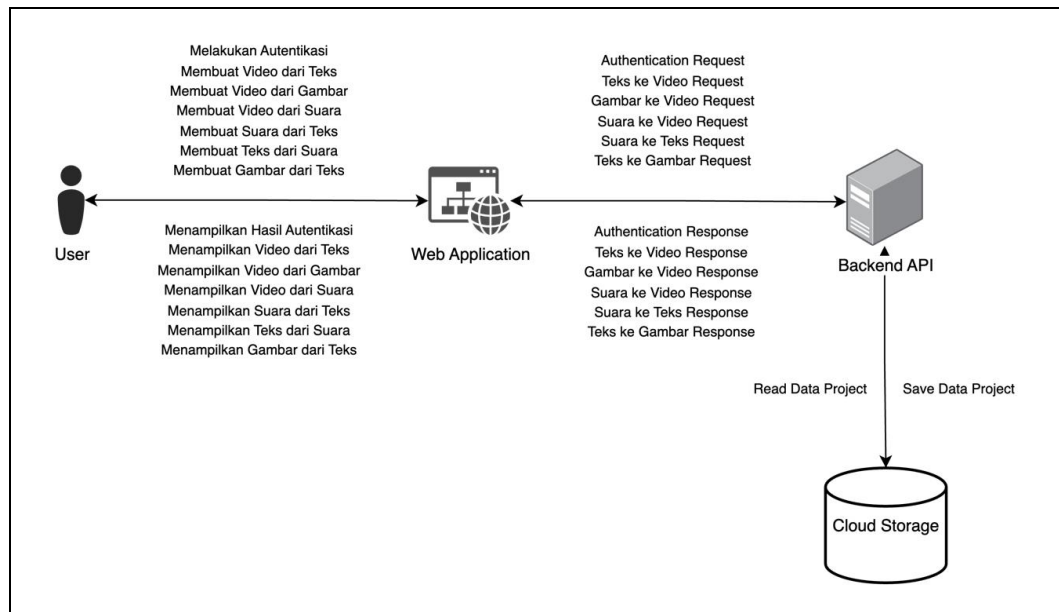 Melakukan Autentikasi
Membuat Video dari Teks
Membuat Video dari Gambar
Membuat Video dari Suara
Membuat Suara dari Teks
Membuat Teks dari Suara
Membuat Gambar dari Teks
Authentication Request
Teks ke Video Request
Gambar ke Video Request
Suara ke Video Request
Suara ke Teks Request
Teks ke Gambar Request
User
Menampilkan Hasil Autentikasi
Menampilkan Video dari Teks
Menampilkan Video dari Gambar
Menampilkan Video dari Suara
Menampilkan Suara dari Teks
Menampilkan Teks dari Suara
Menampilkan Gambar dari Teks
Web Application
Authentication Response
Teks ke Video Response
Gambar ke Video Response
Suara ke Video Response
Suara ke Teks Response
Teks ke Gambar Response
Backend API
Read Data Project
Save Data Project
Cloud Storage